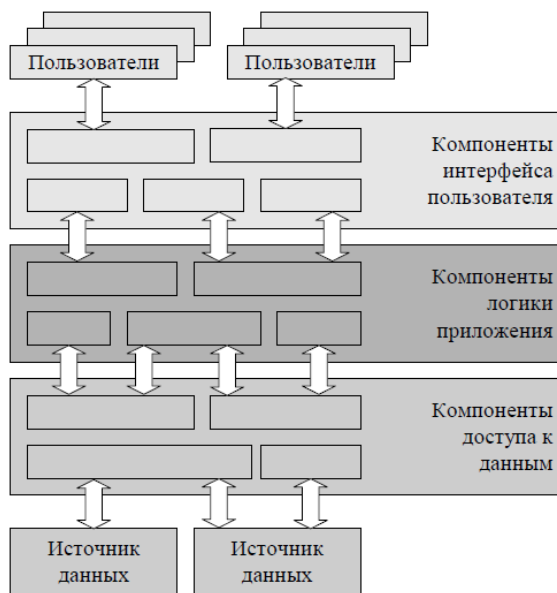 Пользователи
Пользователи
Компоненты
интерфейса
пользователя
Компоненты
логики
приложения
Компоненты
доступа к
данным
Источник
данных
Источник
данных